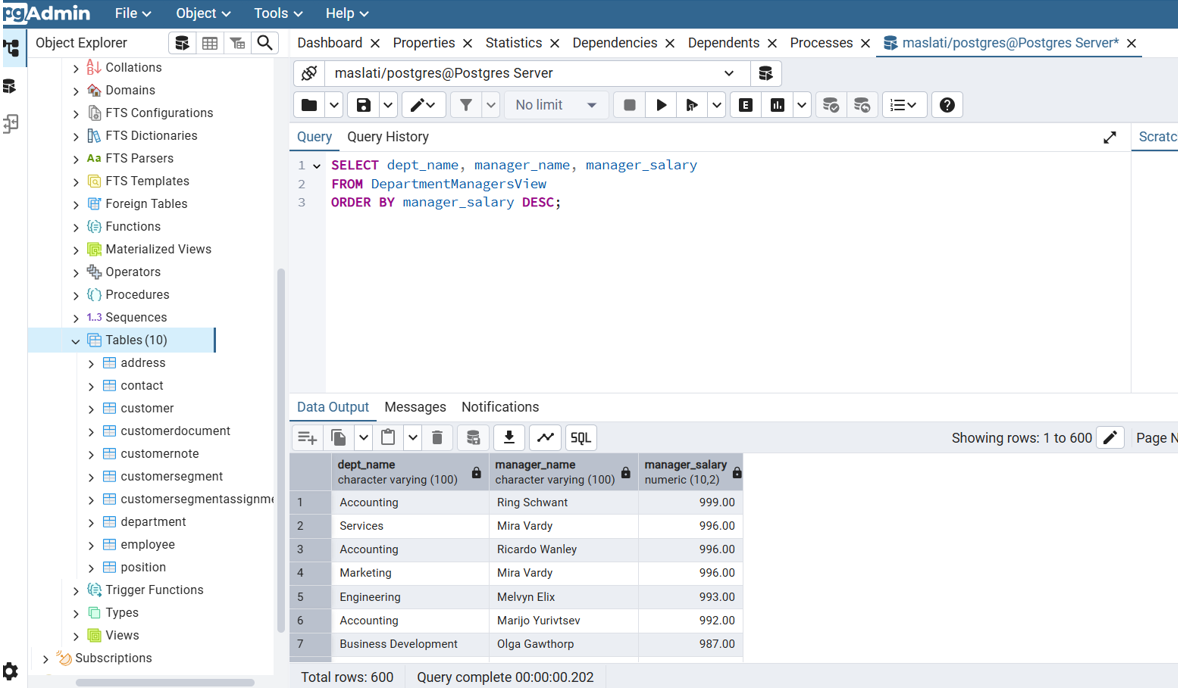 pgAdmin File Object Tools Help
Object Explorer
Dashboard Properties Statistics Dependencies Dependents Processes maslati/postgres@Postgres Server*
maslati/postgres@Postgres Server
No limit
Query Query History
Scratc
Collations
Domains
FTS Configurations
FTS Dictionaries
Aa FTS Parsers
FTS Templates
Foreign Tables
Functions
Materialized Views
Operators
Procedures
1..3 Sequences
Tables (10)
address
contact
customer
customerdocument
customernote
customersegment
customersegmentassignme
department
employee
position
Trigger Functions
Types
Views
Subscriptions
1 SELECT dept_name, manager_name, manager_salary
2 FROM DepartmentManagersView
3 ORDER BY manager_salary DESC;
Data Output Messages Notifications
SQL
Showing rows: 1 to 600
Page N
dept_name manager_name manager_salary
character varying (100) character varying (100) numeric (10,2)
1 Accounting Ring Schwant 999.00
2 Services Mira Vardy 996.00
3 Accounting Ricardo Wanley 996.00
4 Marketing Mira Vardy 996.00
5 Engineering Melvyn Elix 993.00
6 Accounting Marijo Yurivtsev 992.00
7 Business Development Olga Gawthorp 987.00
Total rows: 600 Query complete 00:00:00.202